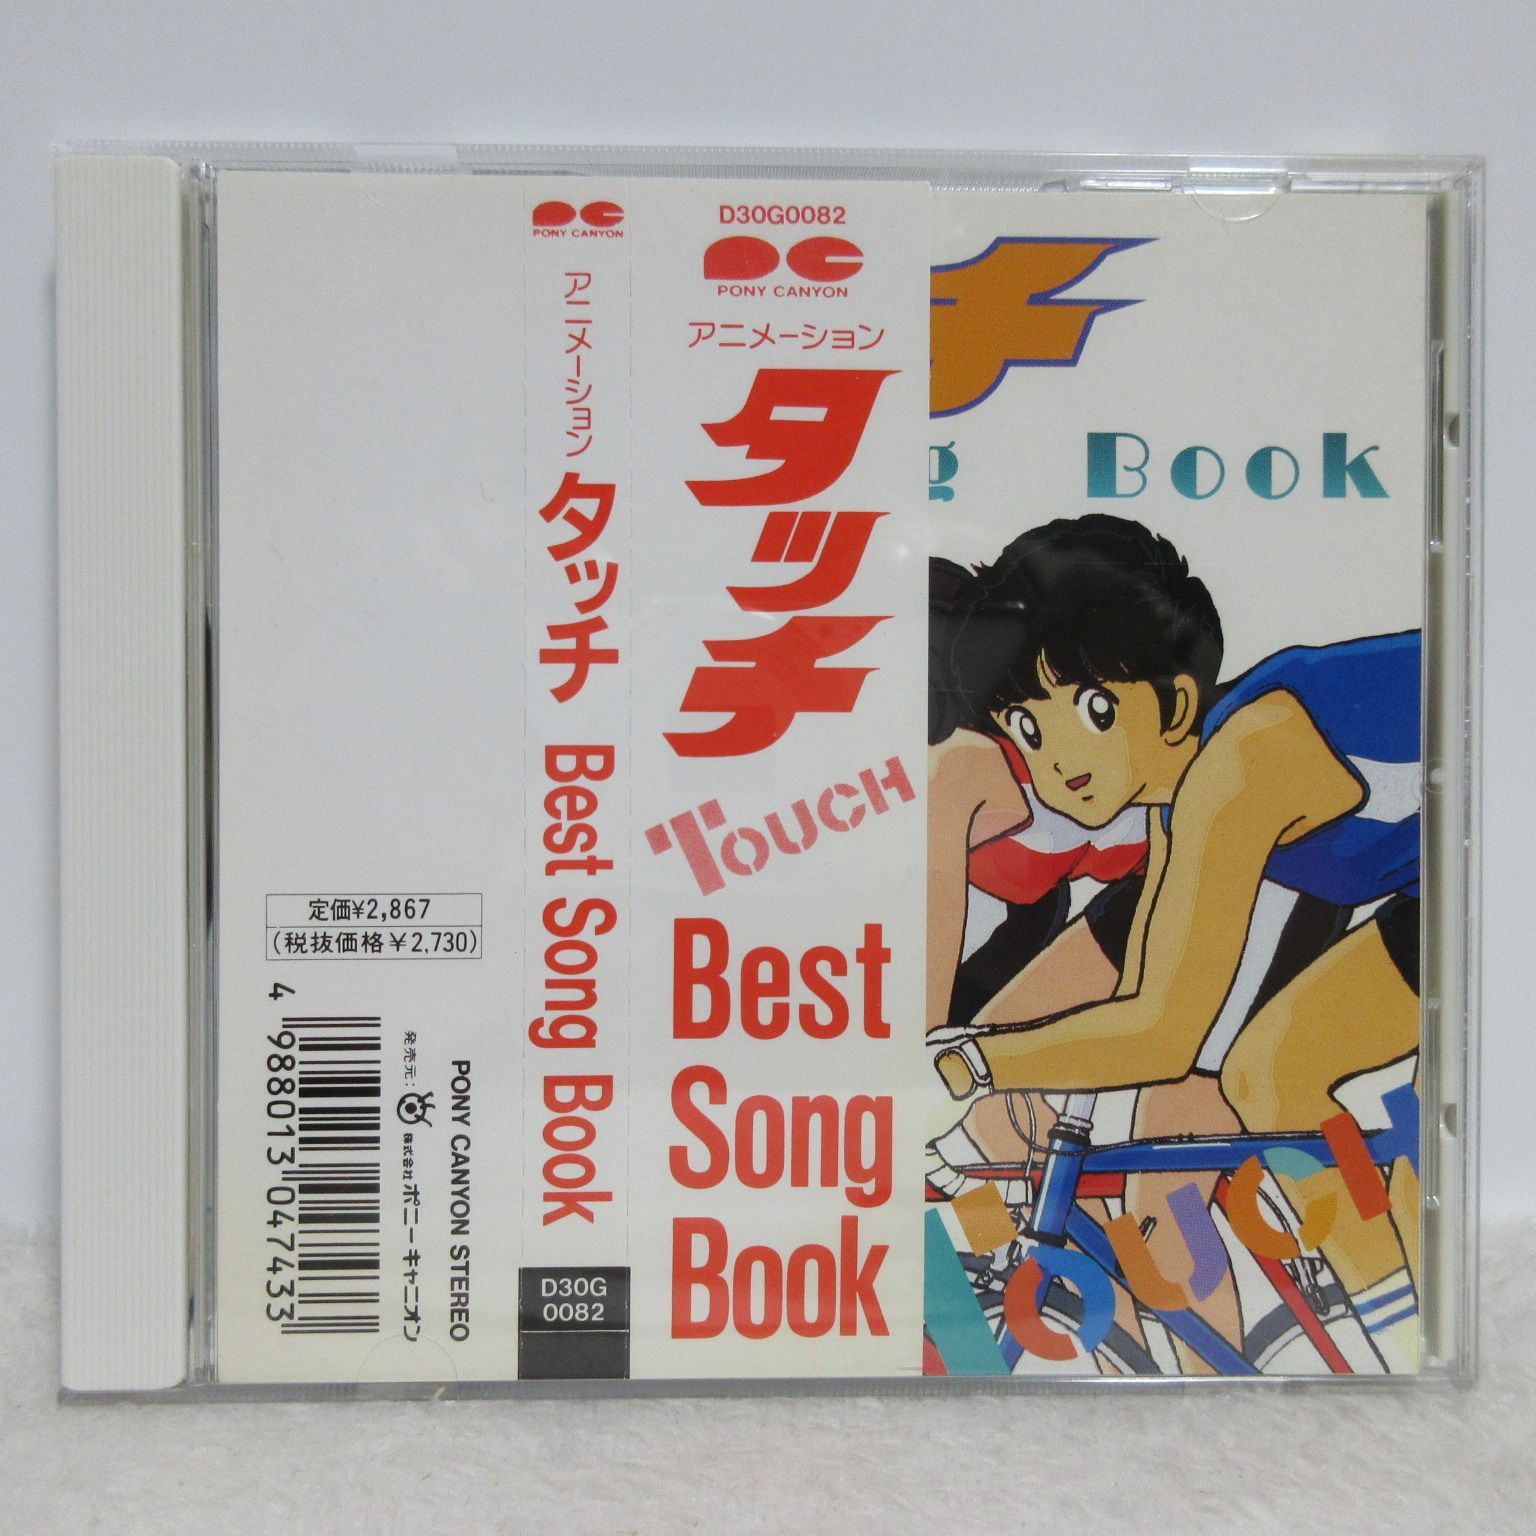 定価¥2,867
(税抜価格¥2,730)
4 988013 047433
発売元:
株式会社ポニーキャニオン
PONY CANYON STEREO
PONY CANYON
アニメーション
タッチ Best Song Book
D30G
0082
D30G0082
PONY CANYON
アニメーション
タッチ
TOUCH
Best
Song
Book
チ
g Book
Touch